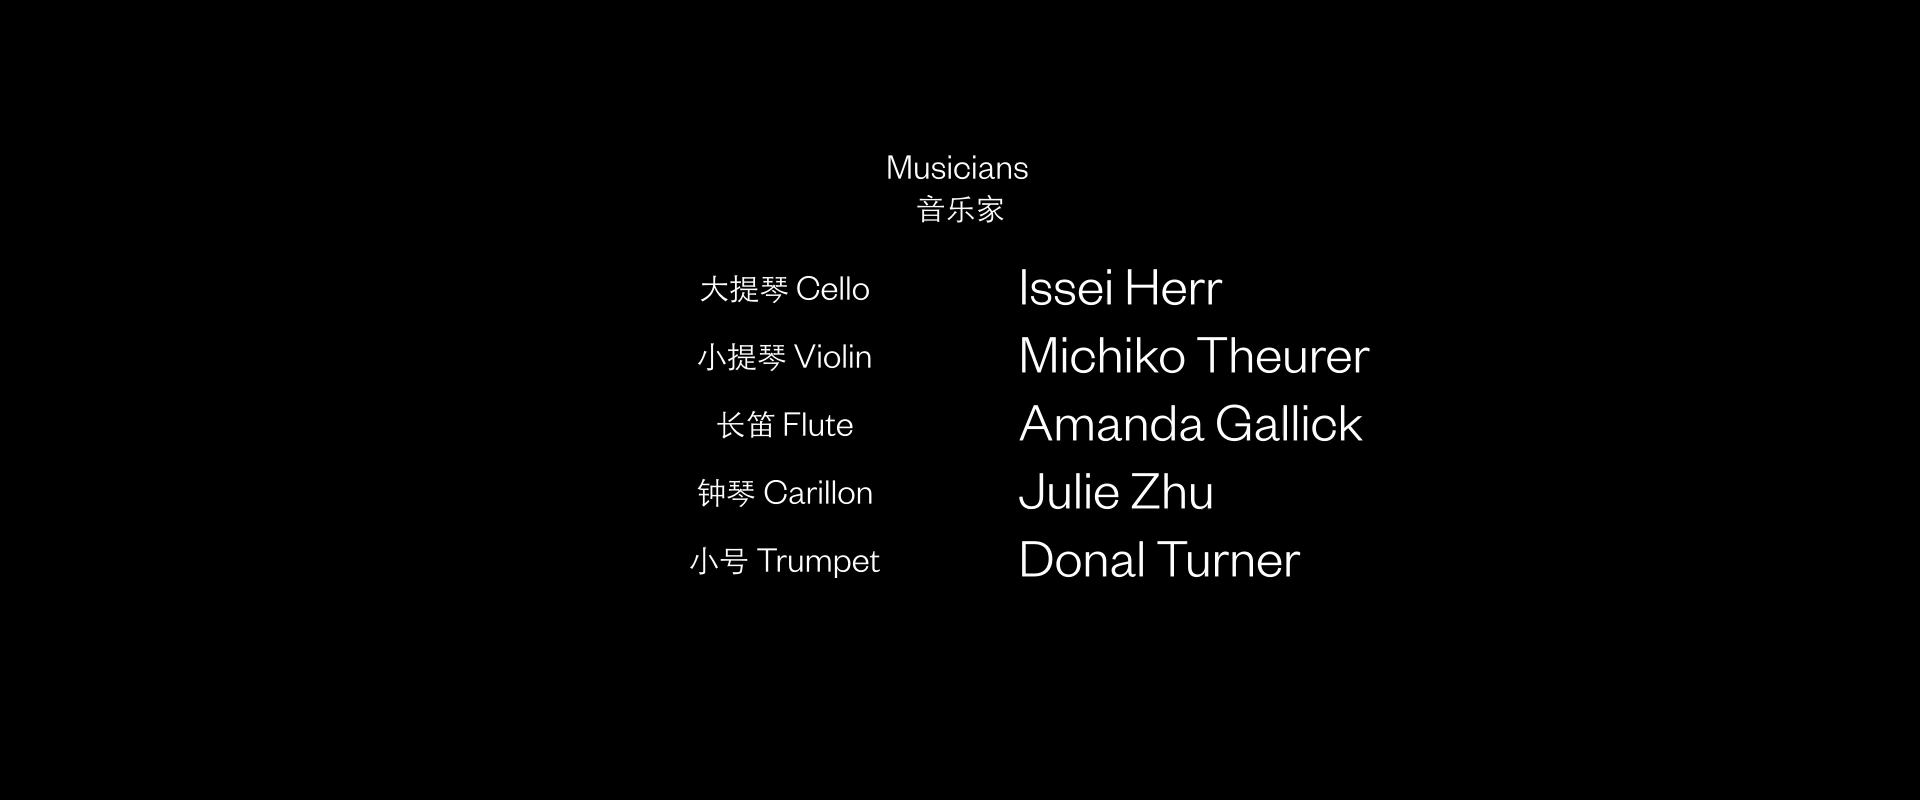 Musicians
音乐家
大提琴 Cello Issei Herr
小提琴 Violin Michiko Theurer
长笛 Flute Amanda Gallick
钟琴 Carillon Julie Zhu
小号 Trumpet Donal Turner